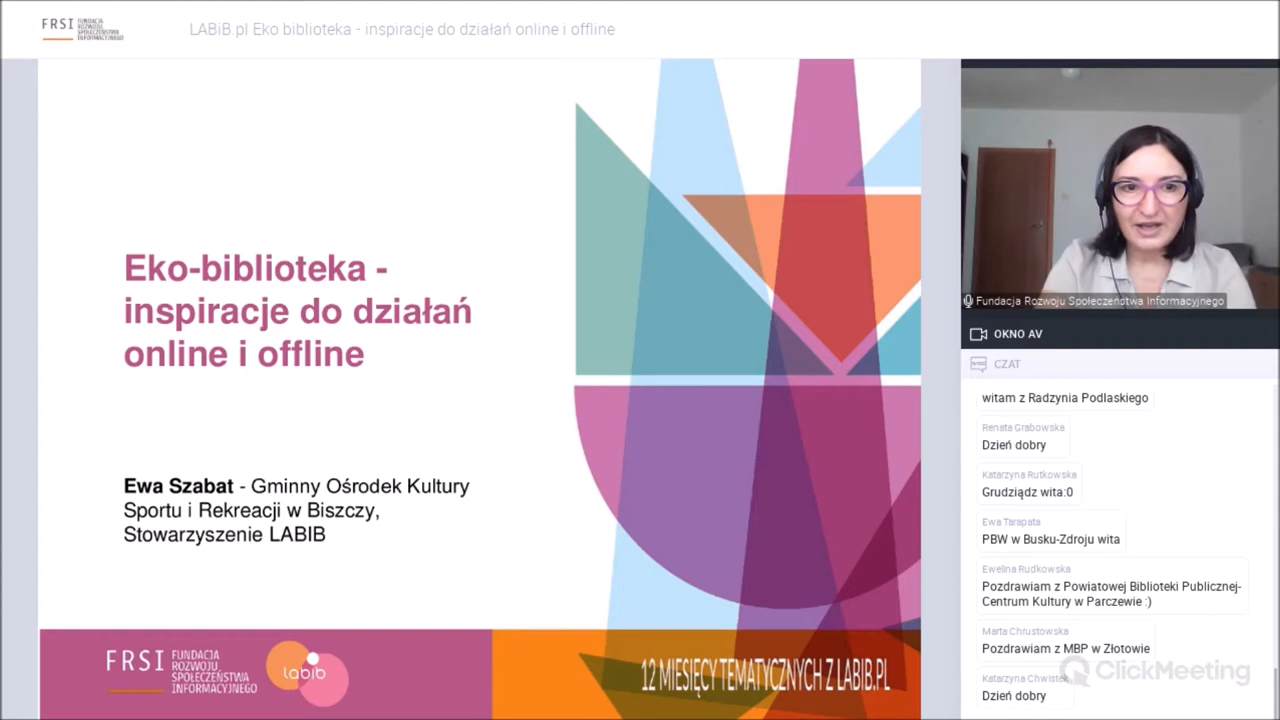 FRSI FUNDACJA
ROZWOJU
SPOŁECZEŃSTWA
INFORMACYJNEGO
LABiB.pl Eko biblioteka - inspiracje do działań online i offline
Eko-biblioteka -
inspiracje do działań
online i offline
Ewa Szabat - Gminny Ośrodek Kultury
Sportu i Rekreacji w Biszczy,
Stowarzyszenie LABIB
FRSI FUNDACJA
ROZWOJU
SPOŁECZEŃSTWA
INFORMACYJNEGO
labib
12 MIESIĘCY TEMATYCZNYCH Z LABIB.PL
Fundacja Rozwoju Społeczeństwa Informacyjnego
OKNO AV
CZAT
witam z Radzynia Podlaskiego
Renata Grabowska
Dzień dobry
Katarzyna Rutkowska
Grudziądz wita:0
Ewa Tarapata
PBW w Busku-Zdroju wita
Ewelina Rudkowska
Pozdrawiam z Powiatowej Biblioteki Publicznej-
Centrum Kultury w Parczewie :)
Marta Chrustowska
Pozdrawiam z MBP w Złotowie
Katarzyna Chwistek
Dzień dobry
ClickMeeting